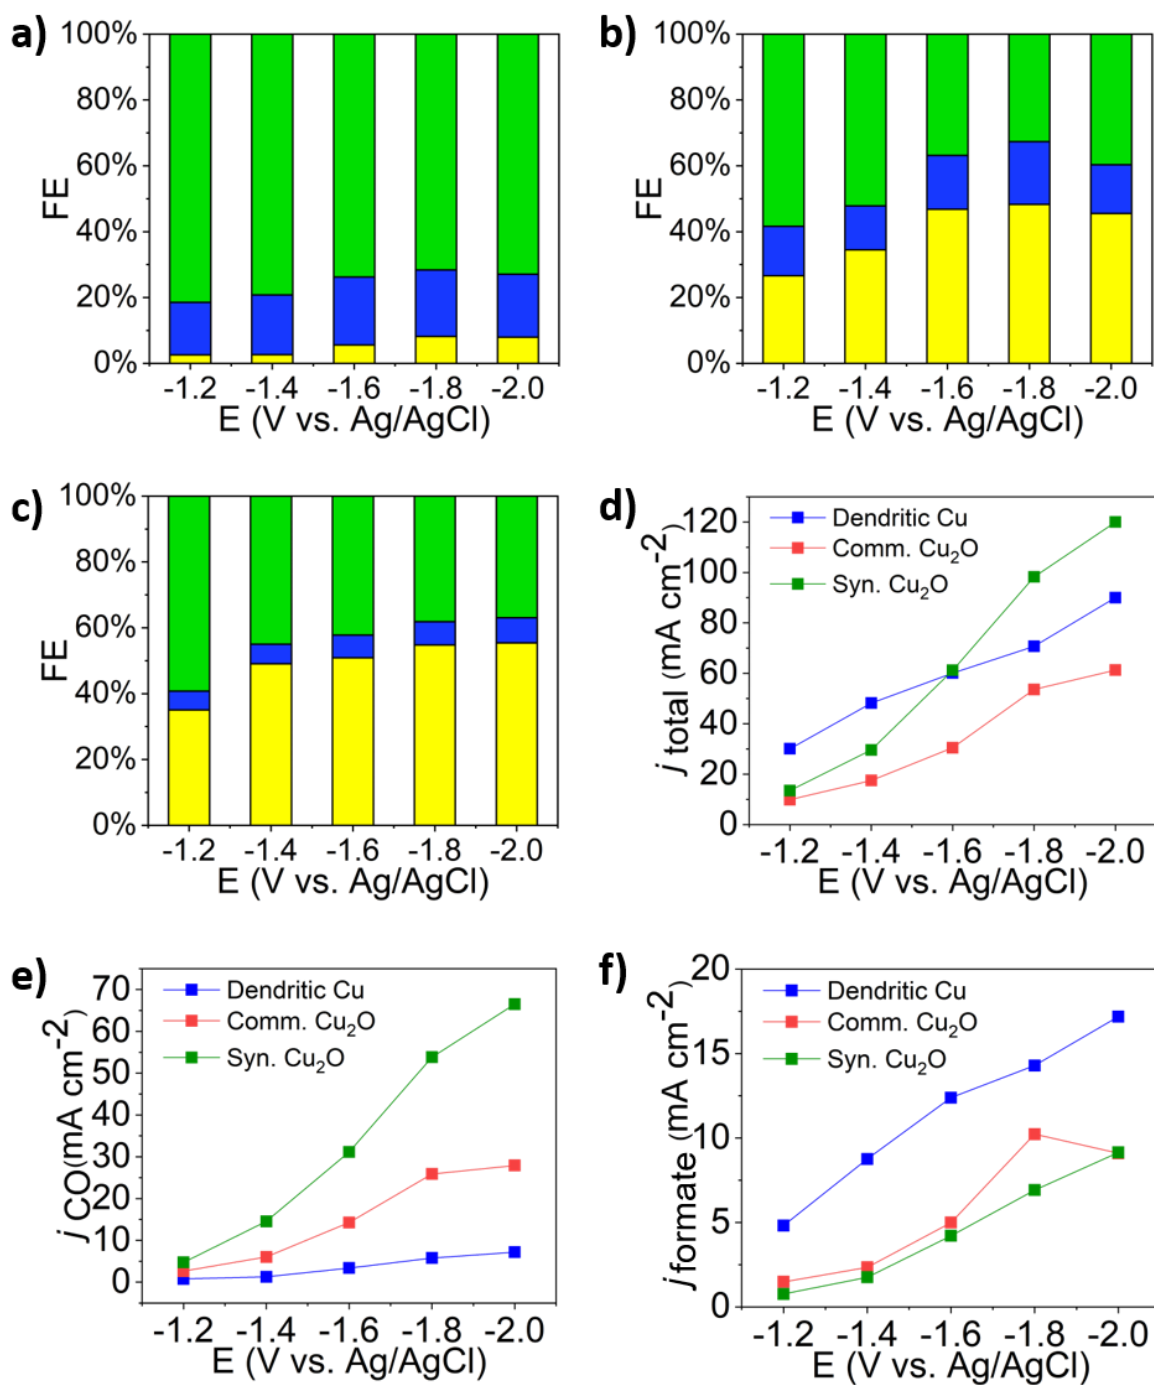 a)
100%
80%
60%
40%
20%
0%
FE
-1.2 -1.4 -1.6 -1.8 -2.0
E (V vs. Ag/AgCl)
b)
100%
80%
60%
40%
20%
0%
FE
-1.2 -1.4 -1.6 -1.8 -2.0
E (V vs. Ag/AgCl)
c)
100%
80%
60%
40%
20%
0%
FE
-1.2 -1.4 -1.6 -1.8 -2.0
E (V vs. Ag/AgCl)
d)
120
100
80
60
40
20
0
j total (mA cm⁻²)
Dendritic Cu
Comm. Cu₂O
Syn. Cu₂O
-1.2 -1.4 -1.6 -1.8 -2.0
E (V vs. Ag/AgCl)
e)
70
60
50
40
30
20
10
0
j CO(mA cm⁻²)
Dendritic Cu
Comm. Cu₂O
Syn. Cu₂O
-1.2 -1.4 -1.6 -1.8 -2.0
E (V vs. Ag/AgCl)
f)
20
15
10
5
0
j formate (mA cm⁻²)
Dendritic Cu
Comm. Cu₂O
Syn. Cu₂O
-1.2 -1.4 -1.6 -1.8 -2.0
E (V vs. Ag/AgCl)